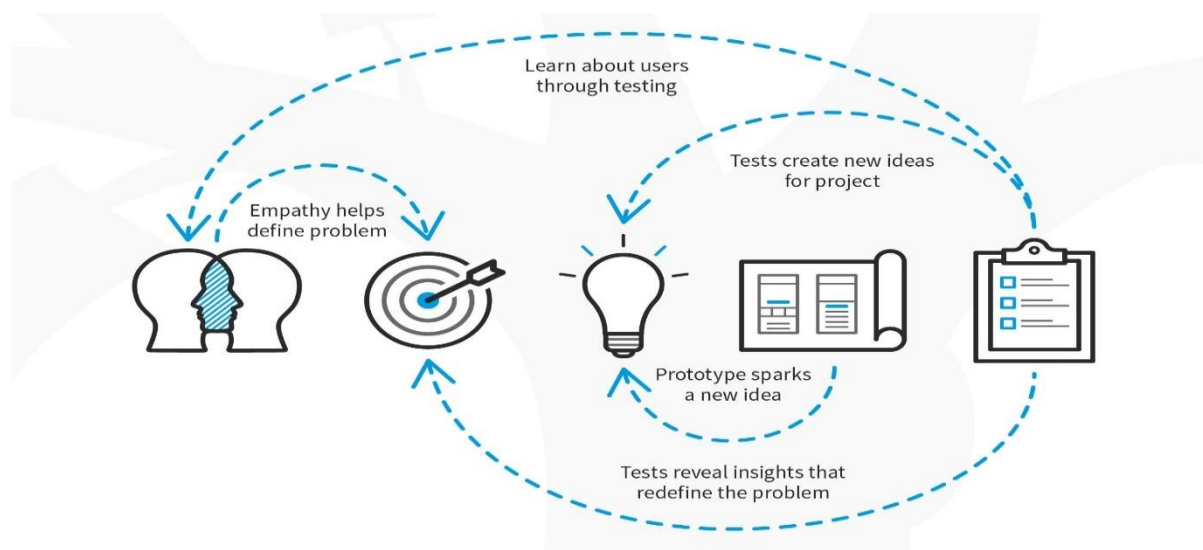 Learn about users
through testing
Tests create new ideas
for project
Empathy helps
define problem
Prototype sparks
a new idea
Tests reveal insights that
redefine the problem